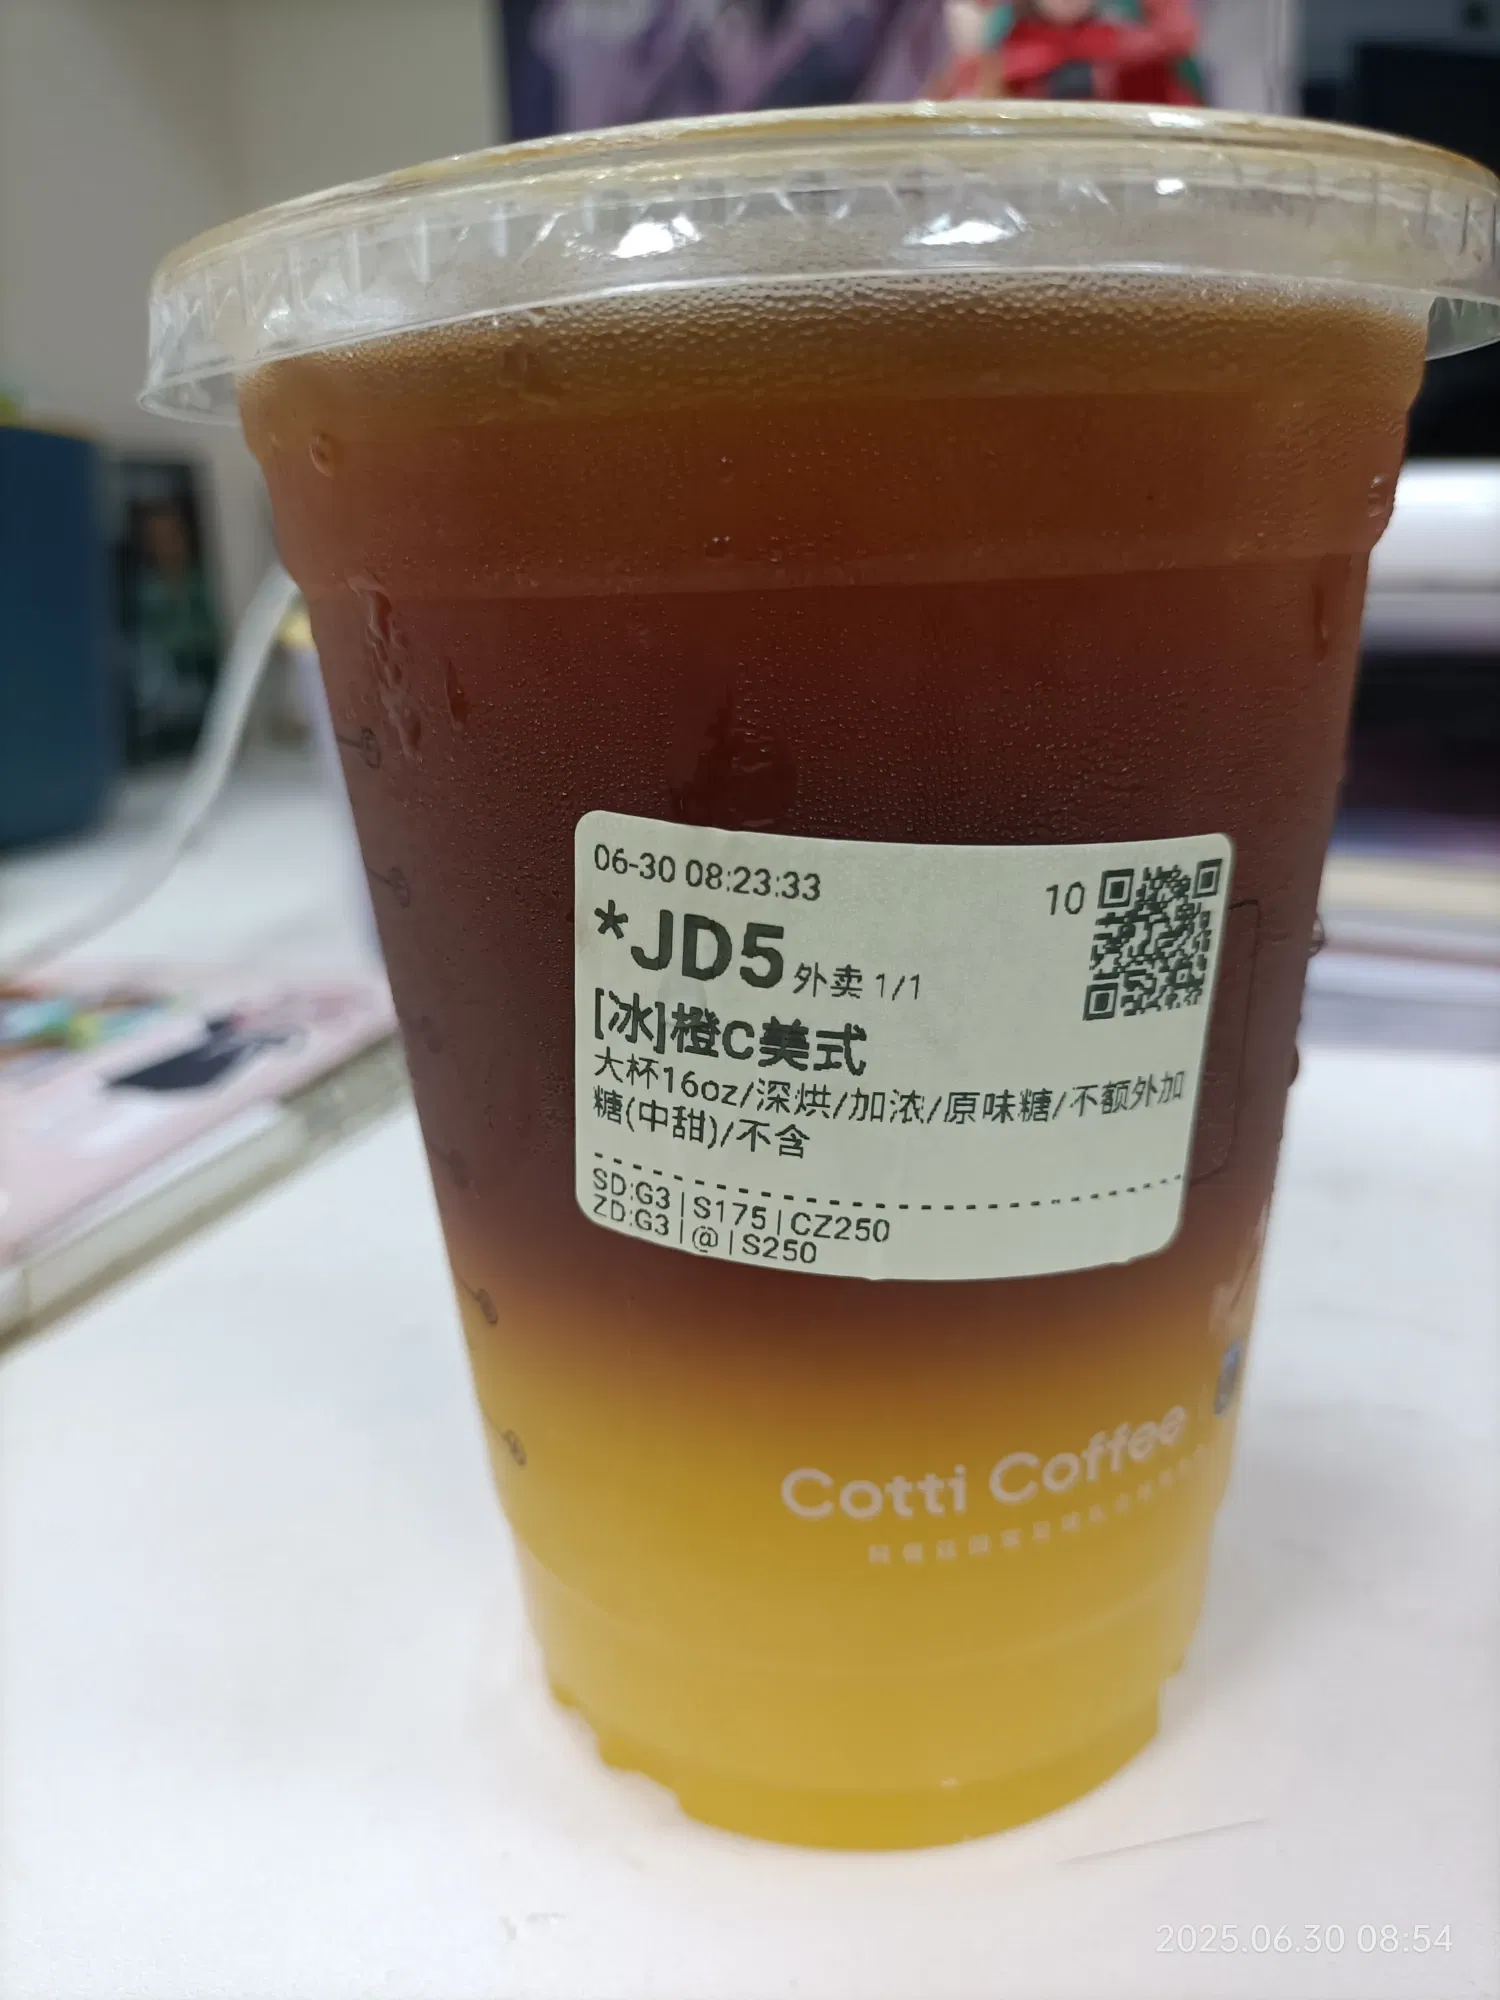 06-30 08:23:33
10
*JD5 外卖 1/1
[冰]橙C美式
大杯16oz/深烘/加浓/原味糖/不额外加
糖(中甜)/不含
SD:G3|S175|CZ250
ZD:G3|@|S250
Cotti Coffee
2025.06.30 08:54